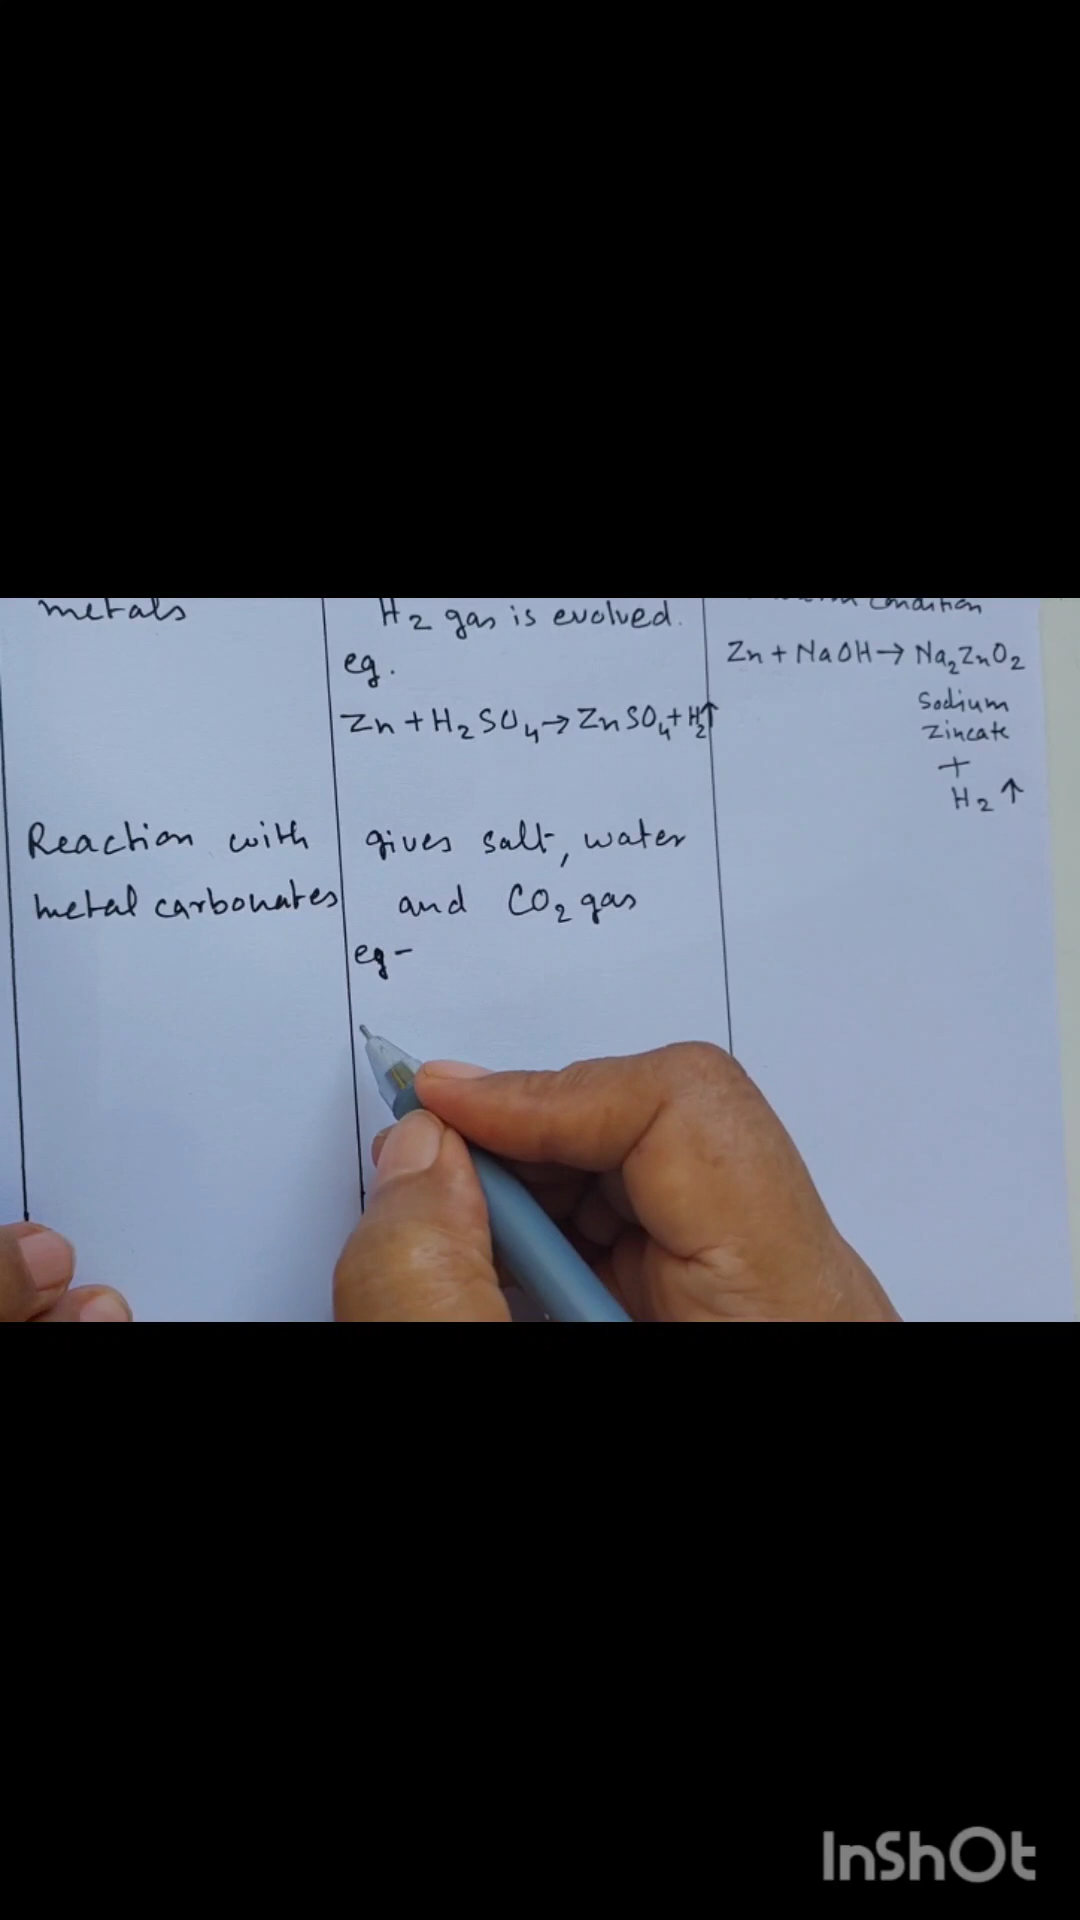 metals
H2 gas is evolved.
eg.
Zn + H2SO4 → ZnSO4 + H2↑
condition
Zn + NaOH → Na2ZnO2
Sodium
Zincate
+
H2 ↑
Reaction with
metal carbonates
gives salt, water
and CO2 gas
eg-
InShOt